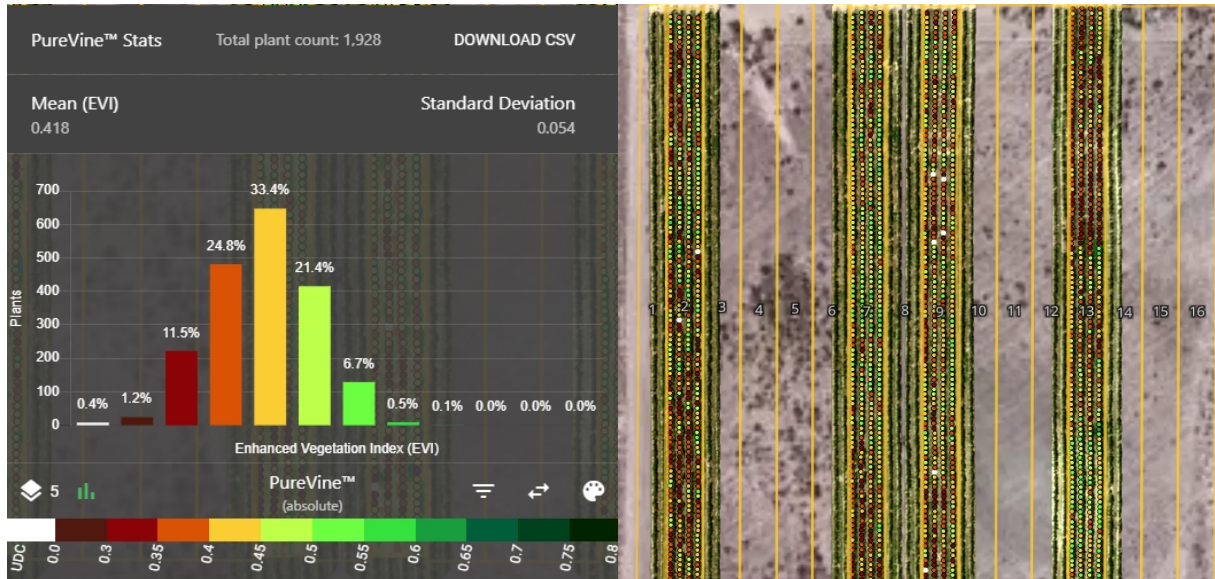 PureVine™ Stats Total plant count: 1,928 DOWNLOAD CSV
Mean (EVI) Standard Deviation
0.418 0.054
700
600
500
400
300
200
100
0
Plants
0.4% 1.2% 11.5% 24.8% 33.4% 21.4% 6.7% 0.5% 0.1% 0.0% 0.0% 0.0%
Enhanced Vegetation Index (EVI)
5 PureVine™
(absolute)
UDC 0.0 0.3 0.35 0.4 0.45 0.5 0.55 0.6 0.65 0.7 0.75 0.8
1 2 3 4 5 6 7 8 9 10 11 12 13 14 15 16